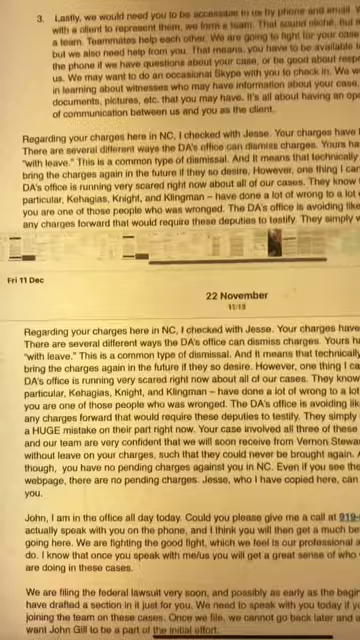 3. Lastly, we would need you to be accessible to us by phone and email.
with a client to represent them, we form a team. That sound cliché, but
a team. Teammates help each other. We are going to fight for your case
but we also need help from you. That means, you have to be available
the phone if we have questions about your case, or be good about resp
us. We may want to do an occasional Skype with you to check in. We w
in learning about witnesses who may have information about your case,
documents, pictures, etc. that you may have. It's all about having an op
of communication between us and you as the client.
Regarding your charges here in NC, I checked with Jesse. Your charges have
There are several different ways the DA's office can dismiss charges. Yours ha
"with leave." This is a common type of dismissal. And it means that technically
bring the charges again in the future if they so desire. However, one thing I can
DA's office is running very scared right now about all of our cases. They know
particular, Kehagias, Knight, and Klingman – have done a lot of wrong to a lot
you are one of those people who was wronged. The DA's office is avoiding like
any charges forward that would require these deputies to testify. They simply
Fri 11 Dec
22 November
11:19
Regarding your charges here in NC, I checked with Jesse. Your charges have
There are several different ways the DA's office can dismiss charges. Yours ha
"with leave." This is a common type of dismissal. And it means that technically
bring the charges again in the future if they so desire. However, one thing I ca
DA's office is running very scared right now about all of our cases. They know
particular, Kehagias, Knight, and Klingman – have done a lot of wrong to a lot
you are one of those people who was wronged. The DA's office is avoiding lik
any charges forward that would require these deputies to testify. They simply
a HUGE mistake on their part right now. Your case involved all three of these
and our team are very confident that we will soon receive from Vernon Stewa
without leave on your charges, such that they could never be brought again.
though, you have no pending charges against you in NC. Even if you see the
webpage, there are no pending charges. Jesse, who I have copied here, can
you.
John, I am in the office all day today. Could you please give me a call at 919-
actually speak with you on the phone, and I think you will then get a much be
going here. We are fighting the good fight, which we feel is our professional
do. I know that once you speak with me/us you will get a great sense of who
are doing in these cases.
We are filing the federal lawsuit very soon, and possibly as early as the begin
have drafted a section in it just for you. We need to speak with you today if y
joining the team on these cases. Once we file, we cannot go back later and
want John Gill to be a part of the initial effort.